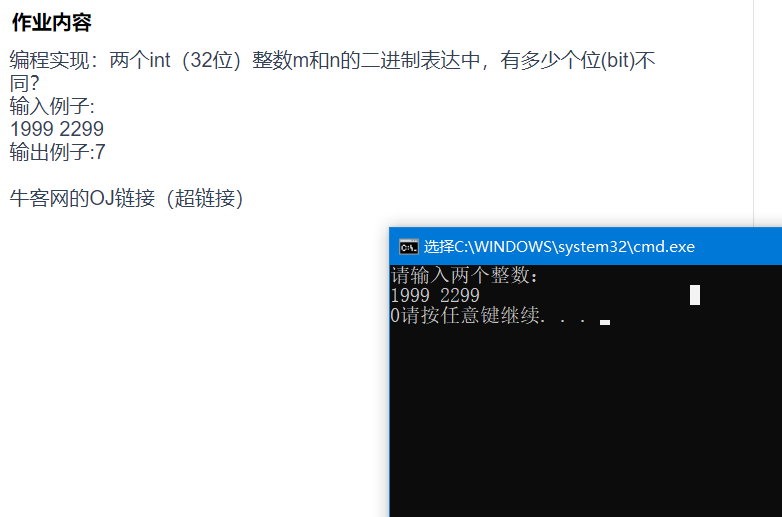 作业内容
编程实现：两个int（32位）整数m和n的二进制表达中，有多少个位(bit)不
同？
输入例子:
1999 2299
输出例子:7
牛客网的OJ链接（超链接）
选择C:\WINDOWS\system32\cmd.exe
请输入两个整数：
1999 2299
0请按任意键继续. . .